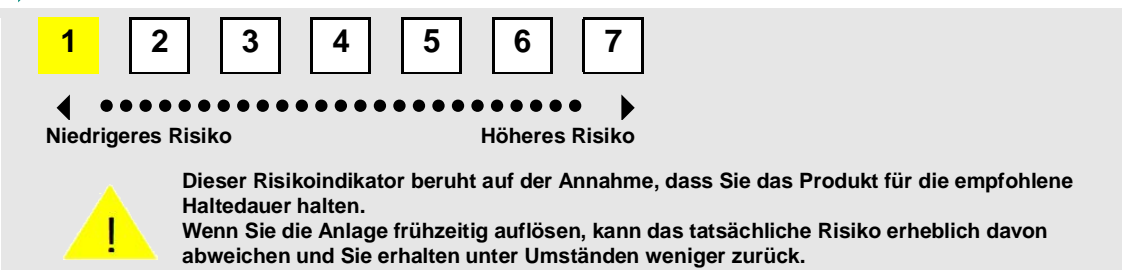 1 2 3 4 5 6 7
Niedrigeres Risiko Höheres Risiko
Dieser Risikoindikator beruht auf der Annahme, dass Sie das Produkt für die empfohlene
Haltedauer halten.
Wenn Sie die Anlage frühzeitig auflösen, kann das tatsächliche Risiko erheblich davon
abweichen und Sie erhalten unter Umständen weniger zurück.
!